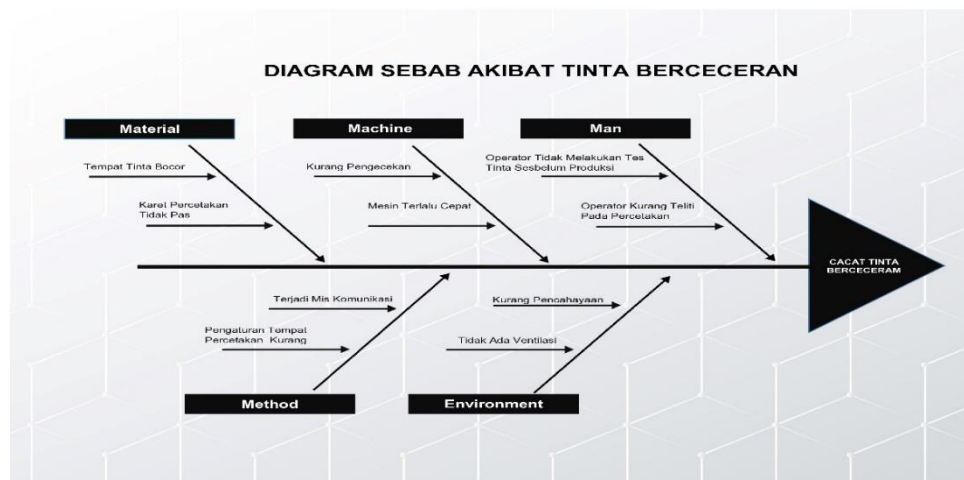 DIAGRAM SEBAB AKIBAT TINTA BERCECERAN
Material
Machine
Man
Tempat Tinta Bocor
Karet Percetakan
Tidak Pas
Kurang Pengecekan
Mesin Terlalu Cepat
Operator Tidak Melakukan Tes
Tinta Sesbelum Produksi
Operator Kurang Teliti
Pada Percetakan
CACAT TINTA
BERCECERAM
Terjadi Mis Komunikasi
Pengaturan Tempat
Percetakan Kurang
Kurang Pencahayaan
Tidak Ada Ventilasi
Method
Environment